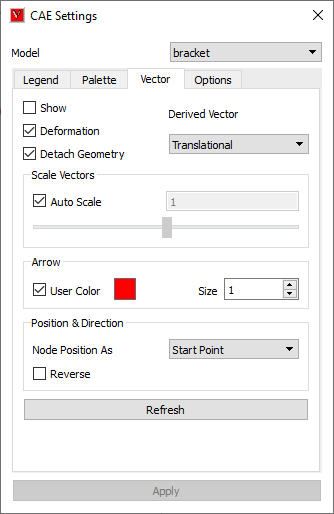 CAE Settings
Model bracket
Legend Palette Vector Options
Show
Derived Vector
Deformation
Detach Geometry Translational
Scale Vectors
Auto Scale 1
Arrow
User Color Size 1
Position & Direction
Node Position As Start Point
Reverse
Refresh
Apply